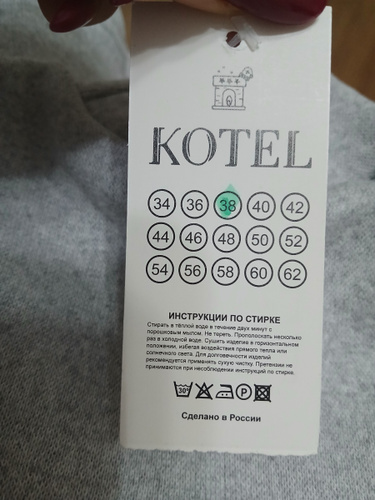 KOTEL
34 36 38 40 42
44 46 48 50 52
54 56 58 60 62
ИНСТРУКЦИИ ПО СТИРКЕ
Стирать в тёплой воде в течение двух минут с
порошковым мылом. Не тереть. Прополоскать несколько
раз в холодной воде. Сушить изделие в горизонтальном
положении, избегая воздействия прямого тепла или
солнечного света. Для долговечности изделий
рекомендуется применять сухую чистку. Претензии не
принимаются при несоблюдении инструкций по стирке.
30° P
Сделано в России